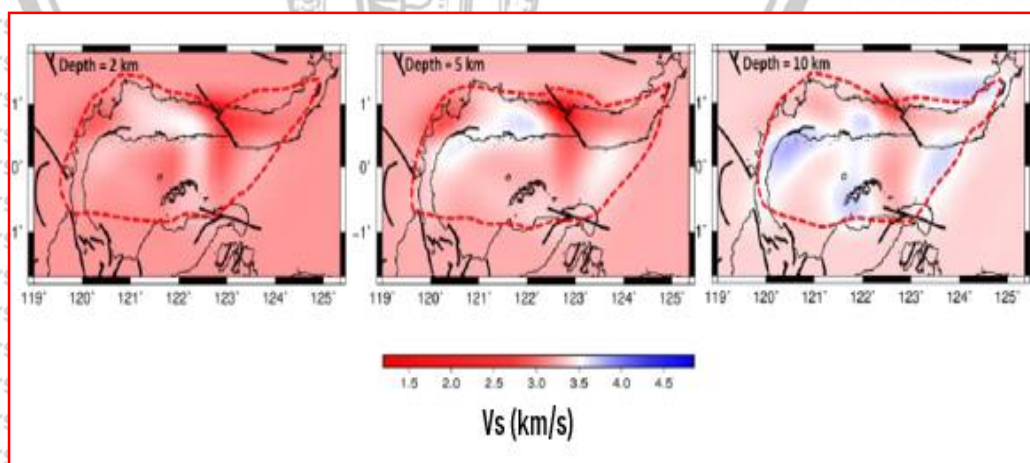 Depth = 2 km
Depth = 5 km
Depth = 10 km
1° 1° 1°
0° 0° 0°
1° −1° 1°
119° 120° 121° 122° 123° 124° 125°
119° 120° 121° 122° 123° 124° 125°
119° 120° 121° 122° 123° 124° 125°
1.5 2.0 2.5 3.0 3.5 4.0 4.5
Vs (km/s)